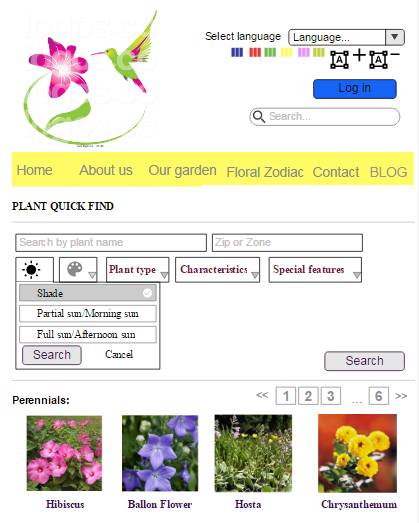 Select language Language...
A + A −
Log in
Search...
Home About us Our garden Floral Zodiac Contact BLOG
PLANT QUICK FIND
Search by plant name Zip or Zone
Plant type Characteristics Special features
Shade
Partial sun/Morning sun
Full sun/Afternoon sun
Search Cancel
Search
Perennials: << 1 2 3 ... 6 >>
Hibiscus Ballon Flower Hosta Chrysanthemum